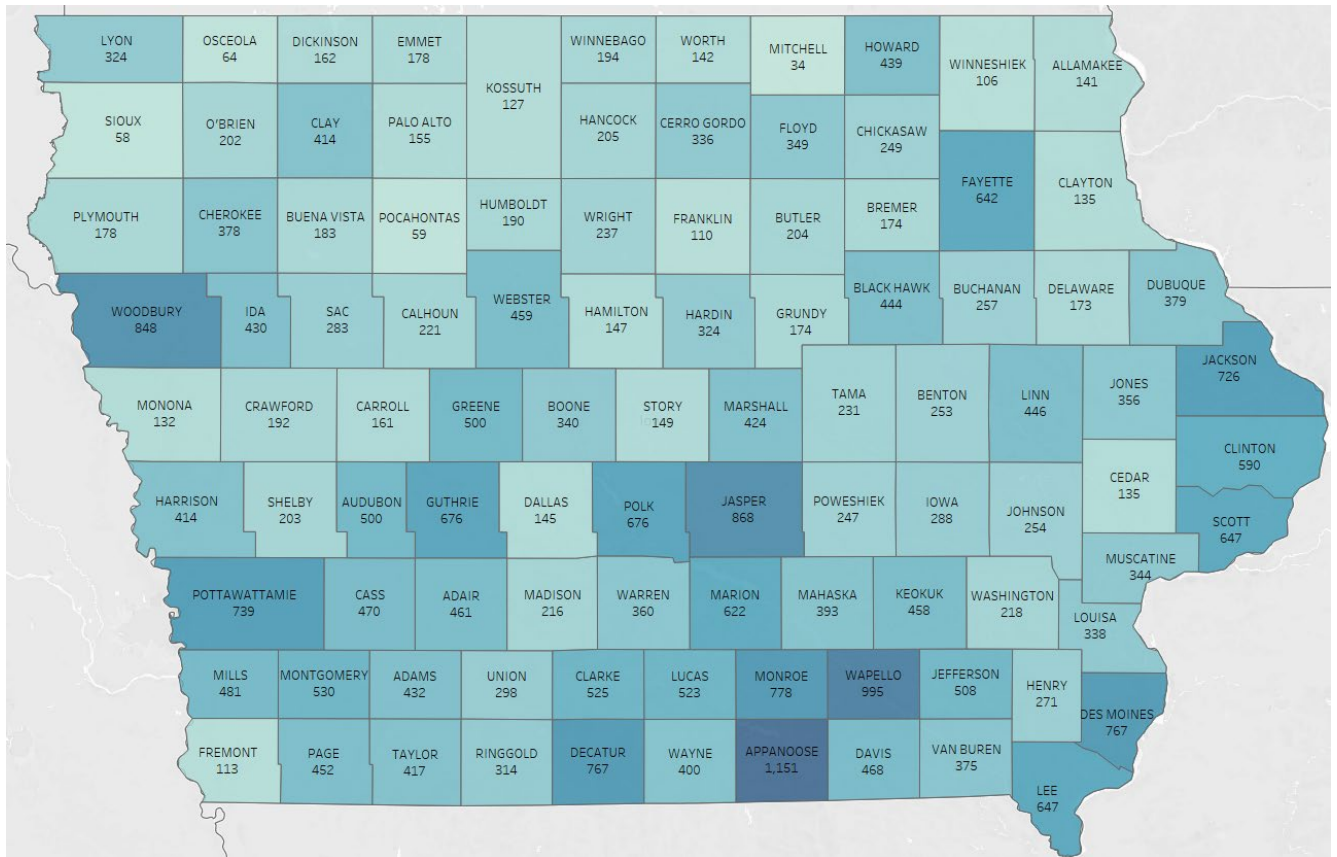 LYON
324
OSCEOLA
64
DICKINSON
162
EMMET
178
KOSSUTH
127
WINNEBAGO
194
WORTH
142
MITCHELL
34
HOWARD
439
WINNESHIEK
106
ALLAMAKEE
141
SIOUX
58
O'BRIEN
202
CLAY
414
PALO ALTO
155
HANCOCK
205
CERRO GORDO
336
FLOYD
349
CHICKASAW
249
FAYETTE
642
CLAYTON
135
PLYMOUTH
178
CHEROKEE
378
BUENA VISTA
183
POCAHONTAS
59
HUMBOLDT
190
WRIGHT
237
FRANKLIN
110
BUTLER
204
BREMER
174
WOODBURY
848
IDA
430
SAC
283
CALHOUN
221
WEBSTER
459
HAMILTON
147
HARDIN
324
GRUNDY
174
BLACK HAWK
444
BUCHANAN
257
DELAWARE
173
DUBUQUE
379
JACKSON
726
MONONA
132
CRAWFORD
192
CARROLL
161
GREENE
500
BOONE
340
STORY
149
MARSHALL
424
TAMA
231
BENTON
253
LINN
446
JONES
356
CLINTON
590
HARRISON
414
SHELBY
203
AUDUBON
500
GUTHRIE
676
DALLAS
145
POLK
676
JASPER
868
POWESHIEK
247
IOWA
288
JOHNSON
254
CEDAR
135
SCOTT
647
MUSCATINE
344
POTTAWATTAMIE
739
CASS
470
ADAIR
461
MADISON
216
WARREN
360
MARION
622
MAHASKA
393
KEOKUK
458
WASHINGTON
218
LOUISA
338
MILLS
481
MONTGOMERY
530
ADAMS
432
UNION
298
CLARKE
525
LUCAS
523
MONROE
778
WAPELLO
995
JEFFERSON
508
HENRY
271
DES MOINES
767
FREMONT
113
PAGE
452
TAYLOR
417
RINGGOLD
314
DECATUR
767
WAYNE
400
APPANOOSE
1,151
DAVIS
468
VAN BUREN
375
LEE
647